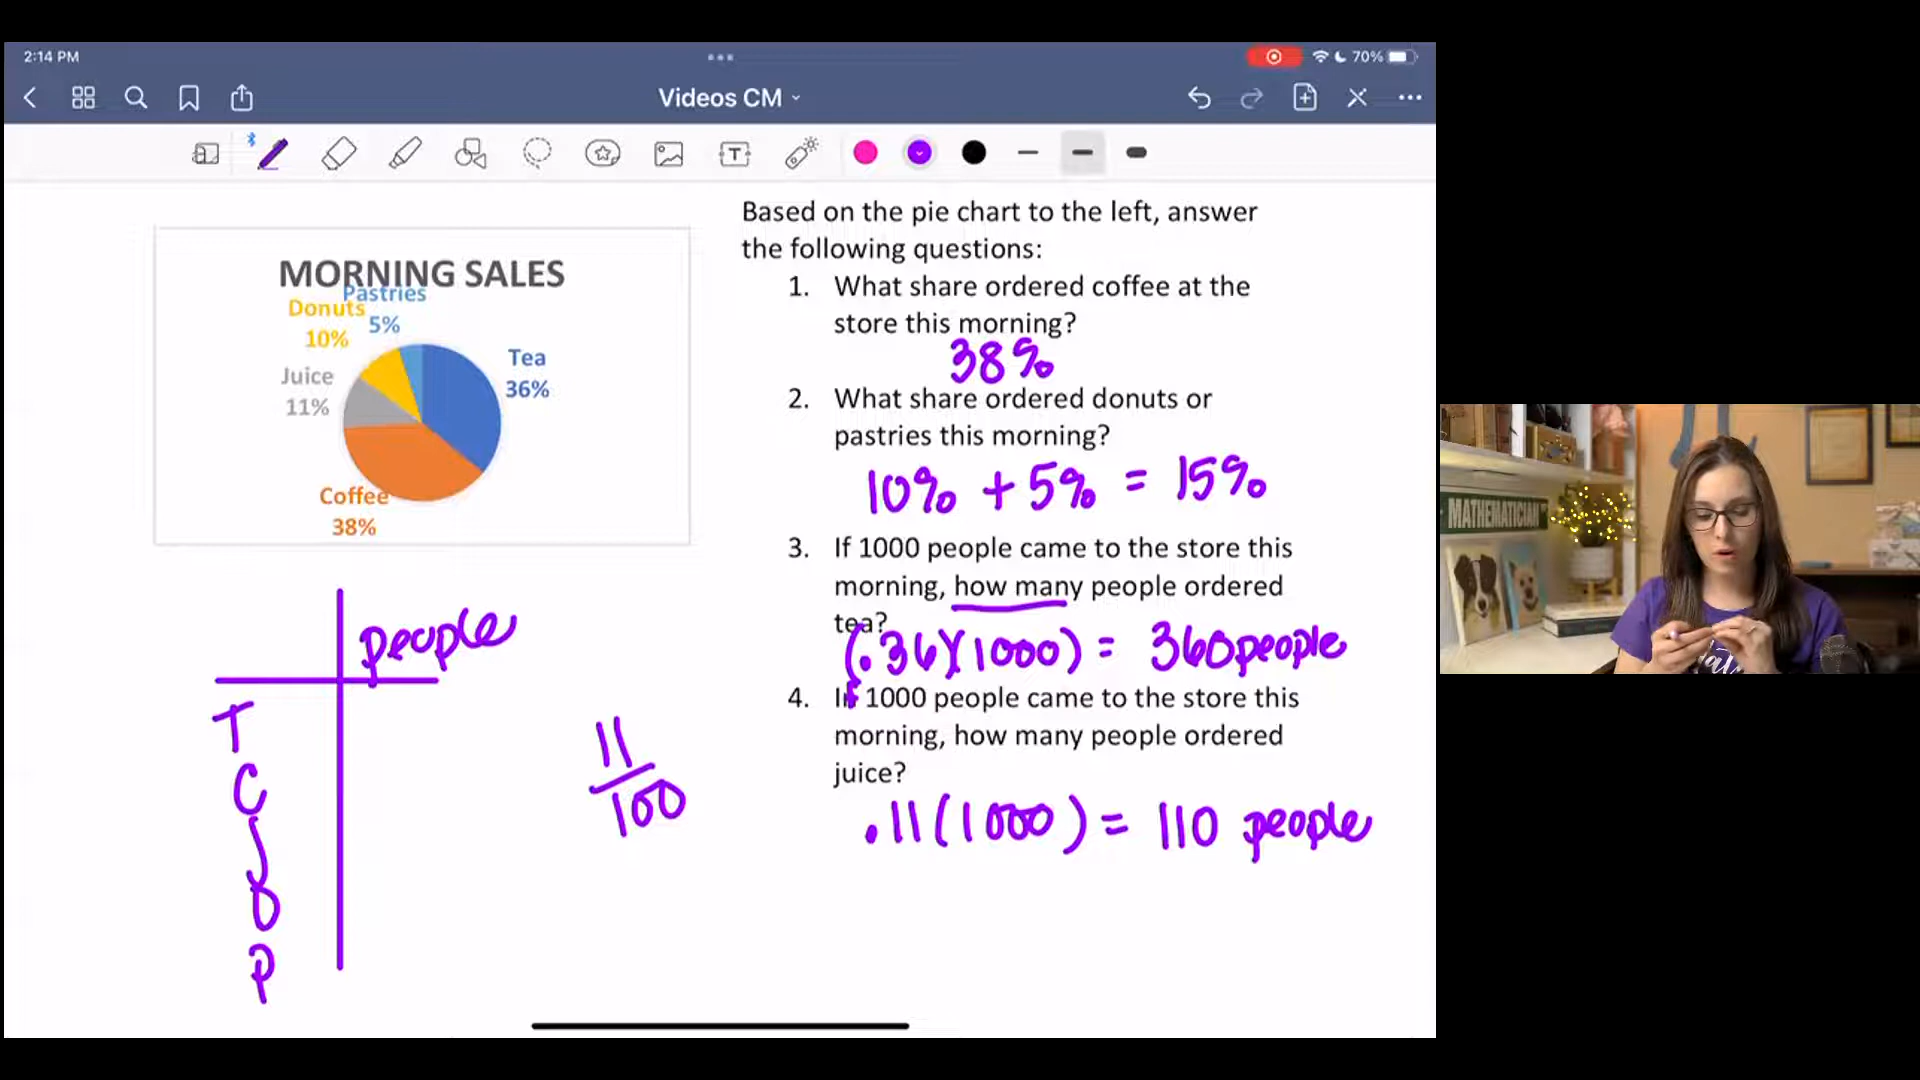 2:14 PM
70%
Videos CM
T
MORNING SALES
Pastries
5%
Donuts
10%
Tea
36%
Juice
11%
Coffee
38%
Based on the pie chart to the left, answer
the following questions:
1. What share ordered coffee at the
store this morning?
38%
2. What share ordered donuts or
pastries this morning?
10% + 5% = 15%
3. If 1000 people came to the store this
morning, how many people ordered
tea?
(.36)(1000) = 360 people
4. If 1000 people came to the store this
morning, how many people ordered
juice?
.11(1000) = 110 people
people
T
C
J
D
P
11
100
MATHEMATICIAN